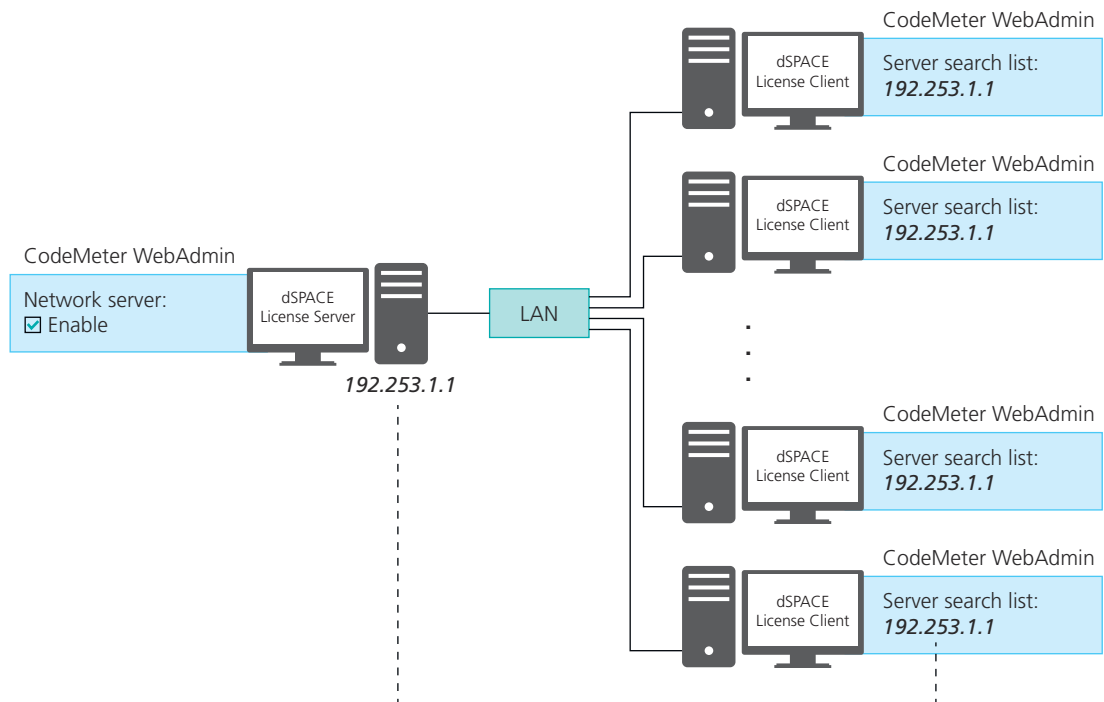 CodeMeter WebAdmin
Network server:
Enable
dSPACE
License Server
192.253.1.1
LAN
CodeMeter WebAdmin
dSPACE
License Client
Server search list:
192.253.1.1
CodeMeter WebAdmin
dSPACE
License Client
Server search list:
192.253.1.1
.
.
.
CodeMeter WebAdmin
dSPACE
License Client
Server search list:
192.253.1.1
CodeMeter WebAdmin
dSPACE
License Client
Server search list:
192.253.1.1